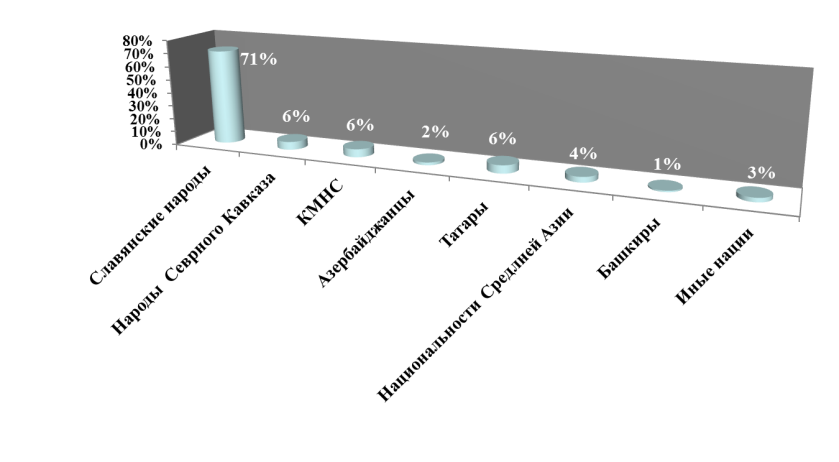 80%
70%
60%
50%
40%
30%
20%
10%
0%
71%
6%
6%
2%
6%
4%
1%
3%
Славянские народы
Народы Севрного Кавказа
КМНС
Азербайджанцы
Татары
Национальности Средлней Азии
Башкиры
Иные нации